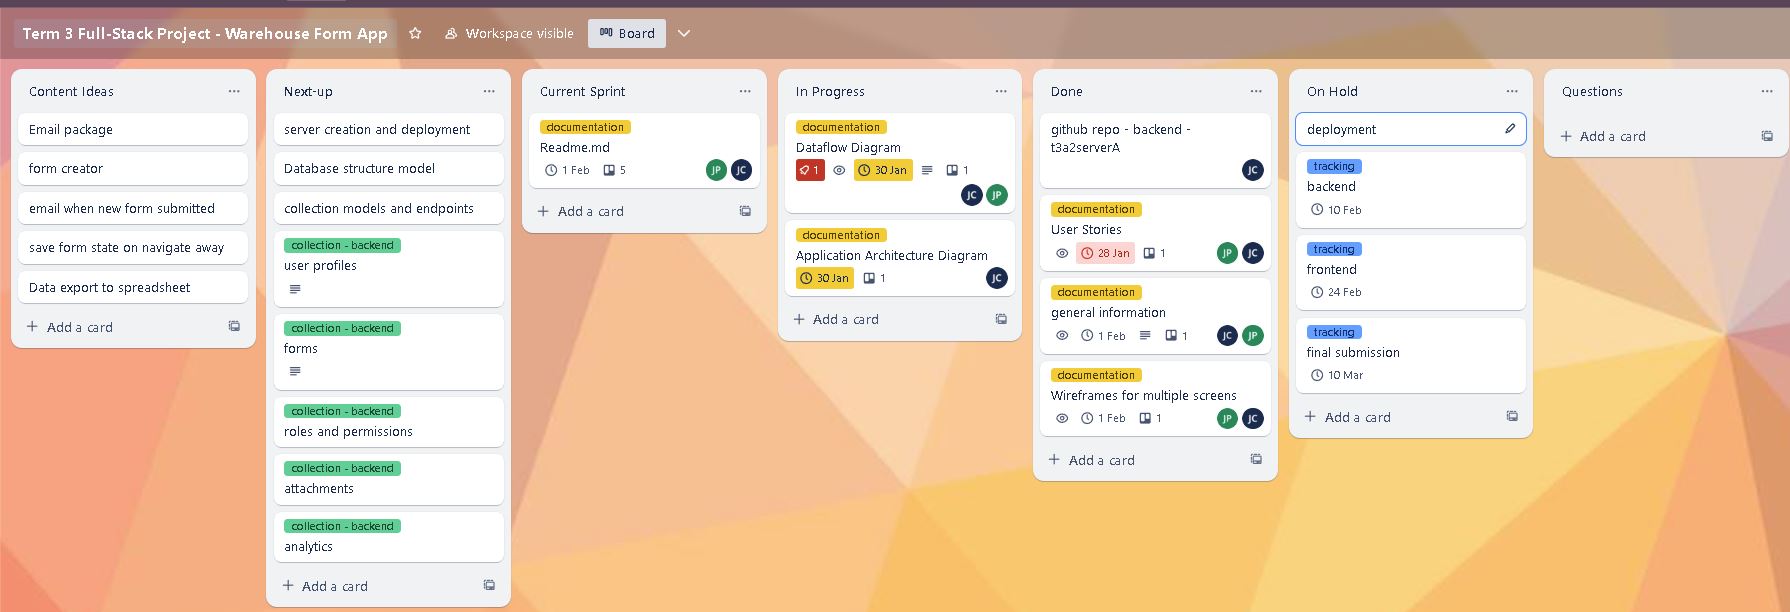 Term 3 Full-Stack Project - Warehouse Form App
Workspace visible
Board
Content Ideas
Email package
form creator
email when new form submitted
save form state on navigate away
Data export to spreadsheet
Add a card
Next-up
server creation and deployment
Database structure model
collection models and endpoints
collection - backend
user profiles
collection - backend
forms
collection - backend
roles and permissions
collection - backend
attachments
collection - backend
analytics
Add a card
Current Sprint
documentation
Readme.md
1 Feb 5 JP JC
Add a card
In Progress
documentation
Dataflow Diagram
1 30 Jan 1
JC JP
documentation
Application Architecture Diagram
30 Jan 1 JC
Add a card
Done
github repo - backend -
t3a2serverA
JC
documentation
User Stories
28 Jan 1 JP JC
documentation
general information
1 Feb 1 JC JP
documentation
Wireframes for multiple screens
1 Feb 1 JP JC
Add a card
On Hold
deployment
tracking
backend
10 Feb
tracking
frontend
24 Feb
tracking
final submission
10 Mar
Add a card
Questions
Add a card